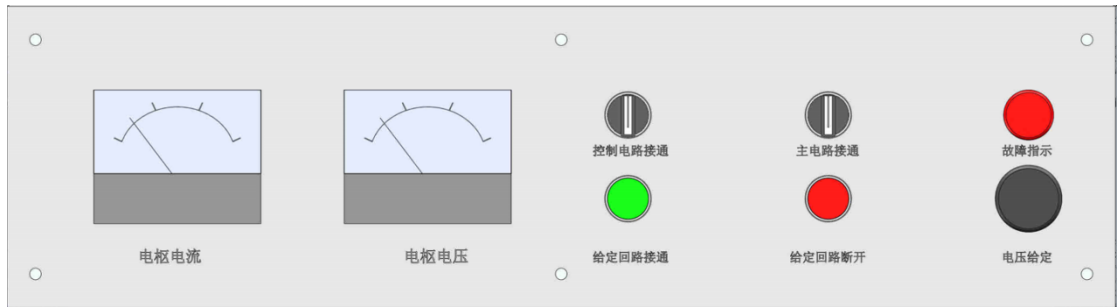 控制电路接通
主电路接通
故障指示
电枢电流
电枢电压
给定回路接通
给定回路断开
电压给定